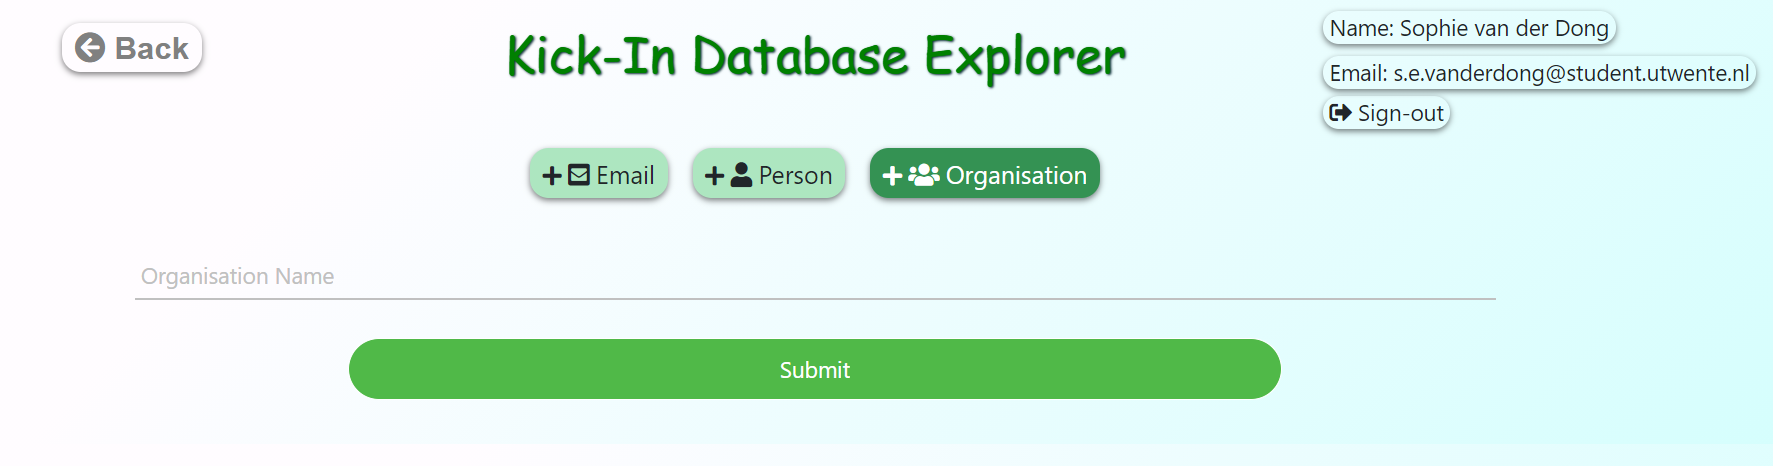 Back
Kick-In Database Explorer
Name: Sophie van der Dong
Email: s.e.vanderdong@student.utwente.nl
Sign-out
+ Email
+ Person
+ Organisation
Organisation Name
Submit